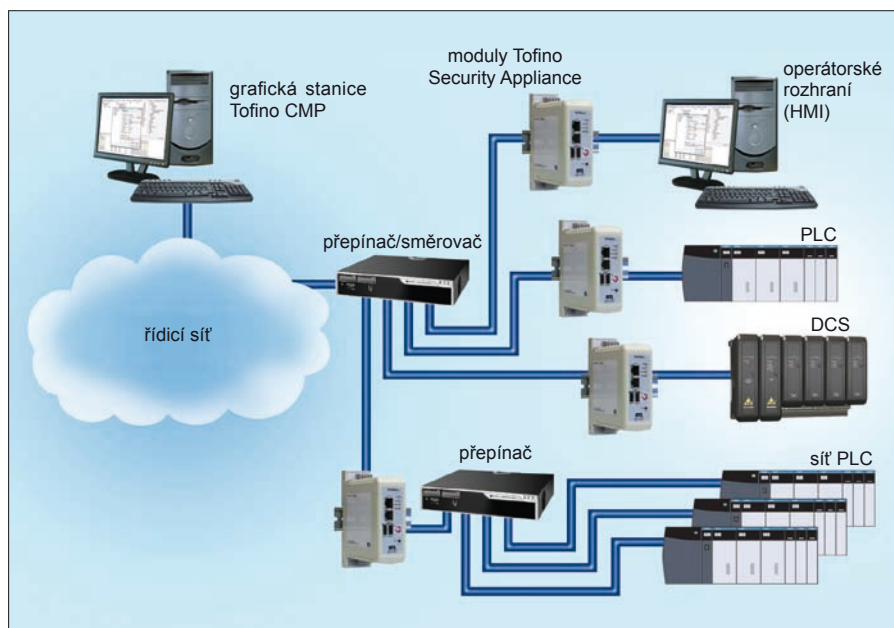 grafická stanice
Tofino CMP
moduly Tofino
Security Appliance
operátorské
rozhraní
(HMI)
přepínač/směrovač
PLC
řídicí síť
DCS
přepínač
síť PLC